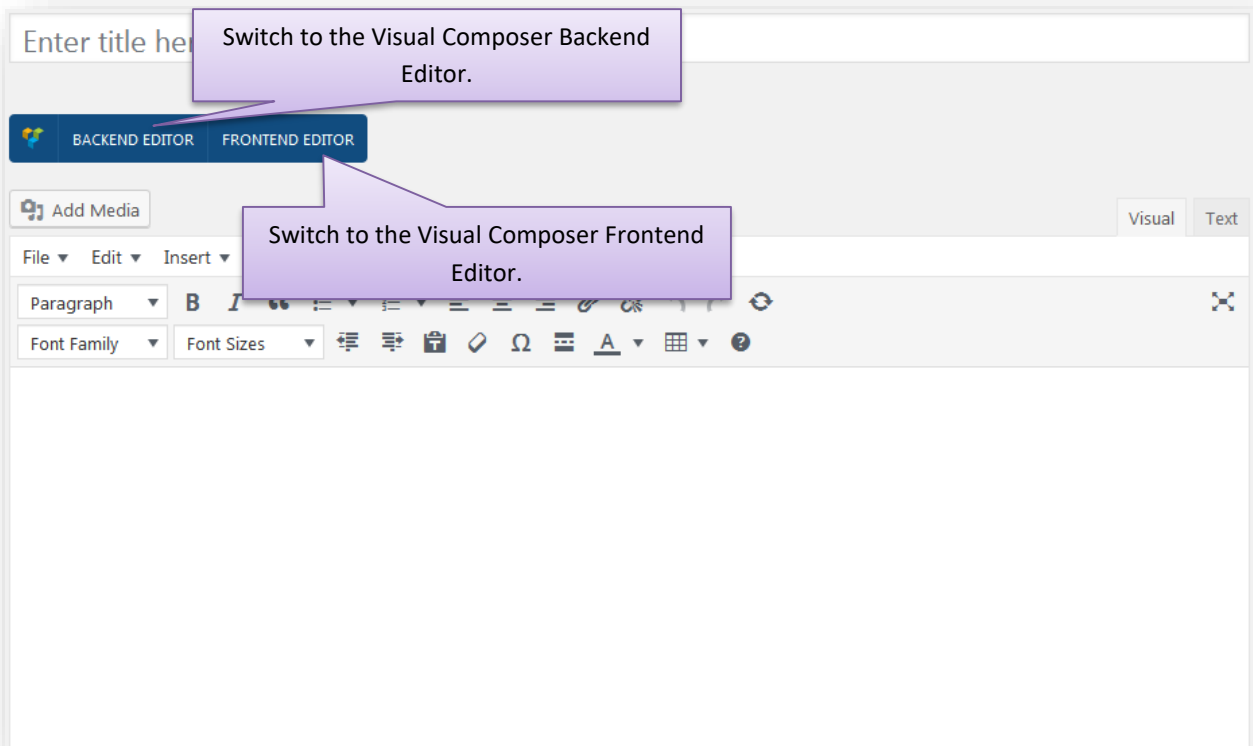 Enter title her
Switch to the Visual Composer Backend
Editor.
BACKEND EDITOR FRONTEND EDITOR
Add Media
Visual Text
Switch to the Visual Composer Frontend
Editor.
File Edit Insert
Paragraph B I
Font Family Font Sizes Ω A